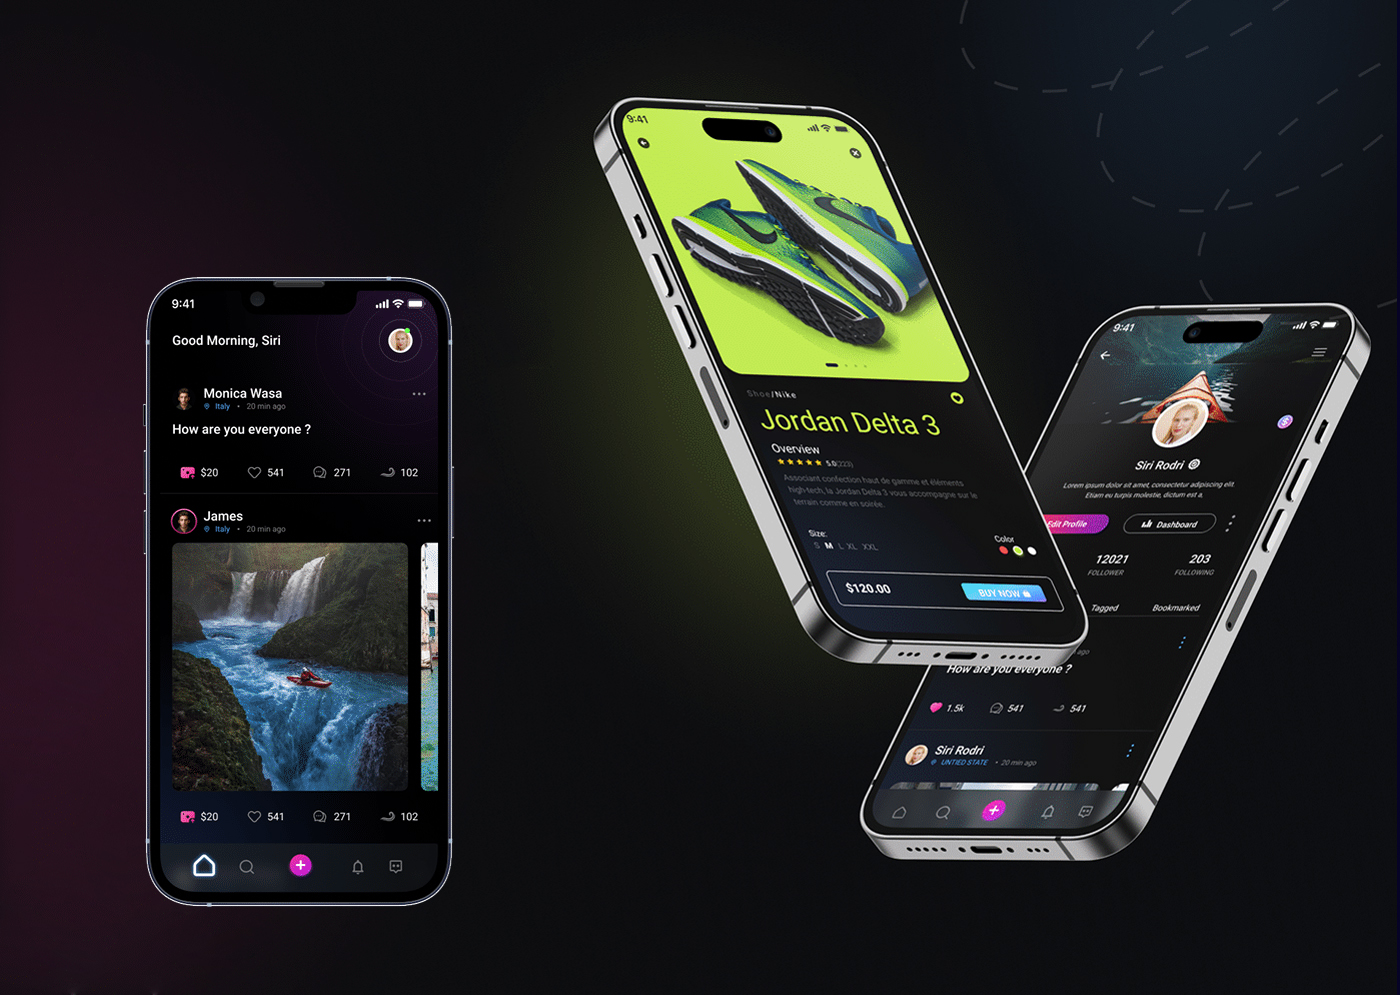 9:41
Good Morning, Siri
Monica Wasa
Italy • 20 min ago
How are you everyone ?
$20 541 271 102
James
Italy • 20 min ago
$20 541 271 102
9:41
Shoe/Nike
Jordan Delta 3
Overview
5.0(223)
Associant confection haut de gamme et éléments
high-tech, la Jordan Delta 3 vous accompagne sur le
terrain comme en soirée.
Size:
S M L XL XXL
Color
$120.00
BUY NOW
9:41
Siri Rodri
Lorem ipsum dolor sit amet, consectetur adipiscing elit.
Etiam eu turpis molestie, dictum est a,
Edit Profile
Dashboard
12021
FOLLOWER
203
FOLLOWING
Tagged
Bookmarked
ago
How are you everyone ?
1.5k 541 541
Siri Rodri
UNTIED STATE • 20 min ago